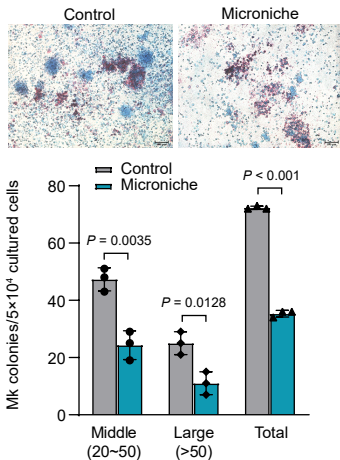 Control Microniche
Control
Microniche
Mk colonies/5×10⁴ cultured cells
80
60
40
20
0
P = 0.0035
P = 0.0128
P < 0.001
Middle Large Total
(20~50) (>50)